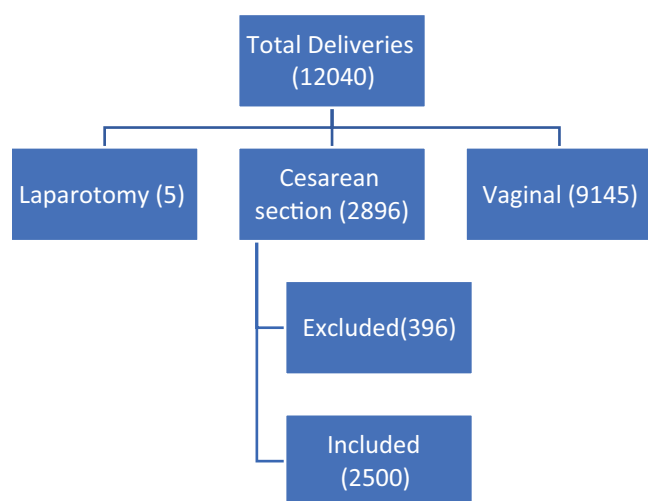 Total Deliveries
(12040)
Laparotomy (5)
Cesarean
section (2896)
Vaginal (9145)
Excluded(396)
Included
(2500)